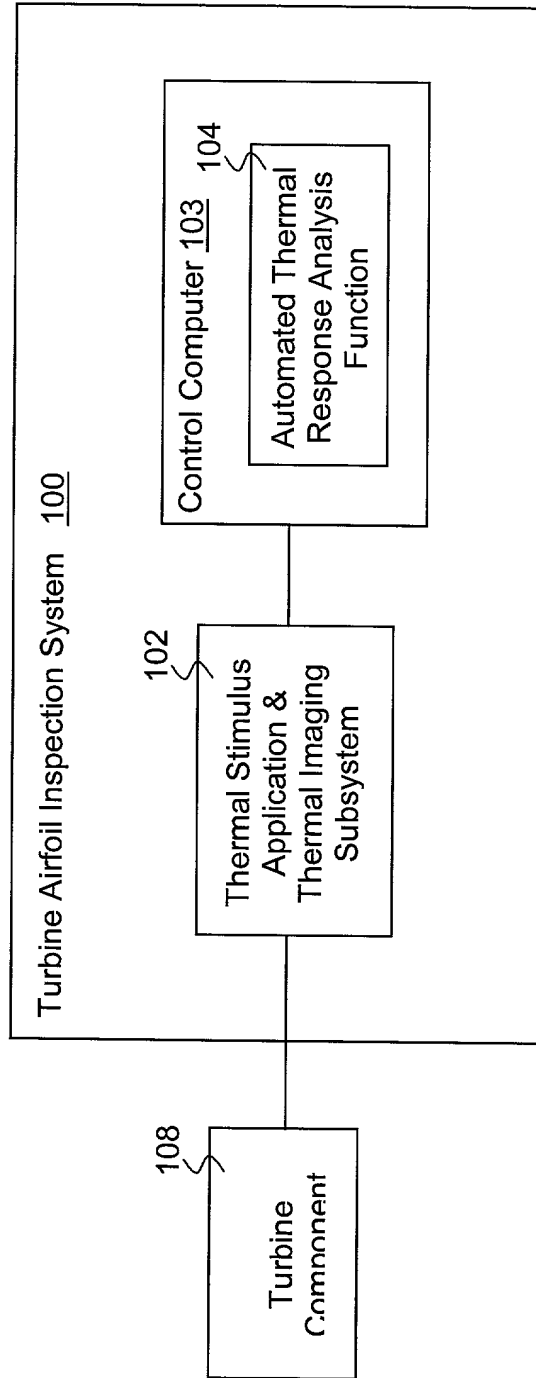 Turbine Airfoil Inspection System 100
108
Turbine
Component
102
Thermal Stimulus
Application &
Thermal Imaging
Subsystem
Control Computer 103
104
Automated Thermal
Response Analysis
Function